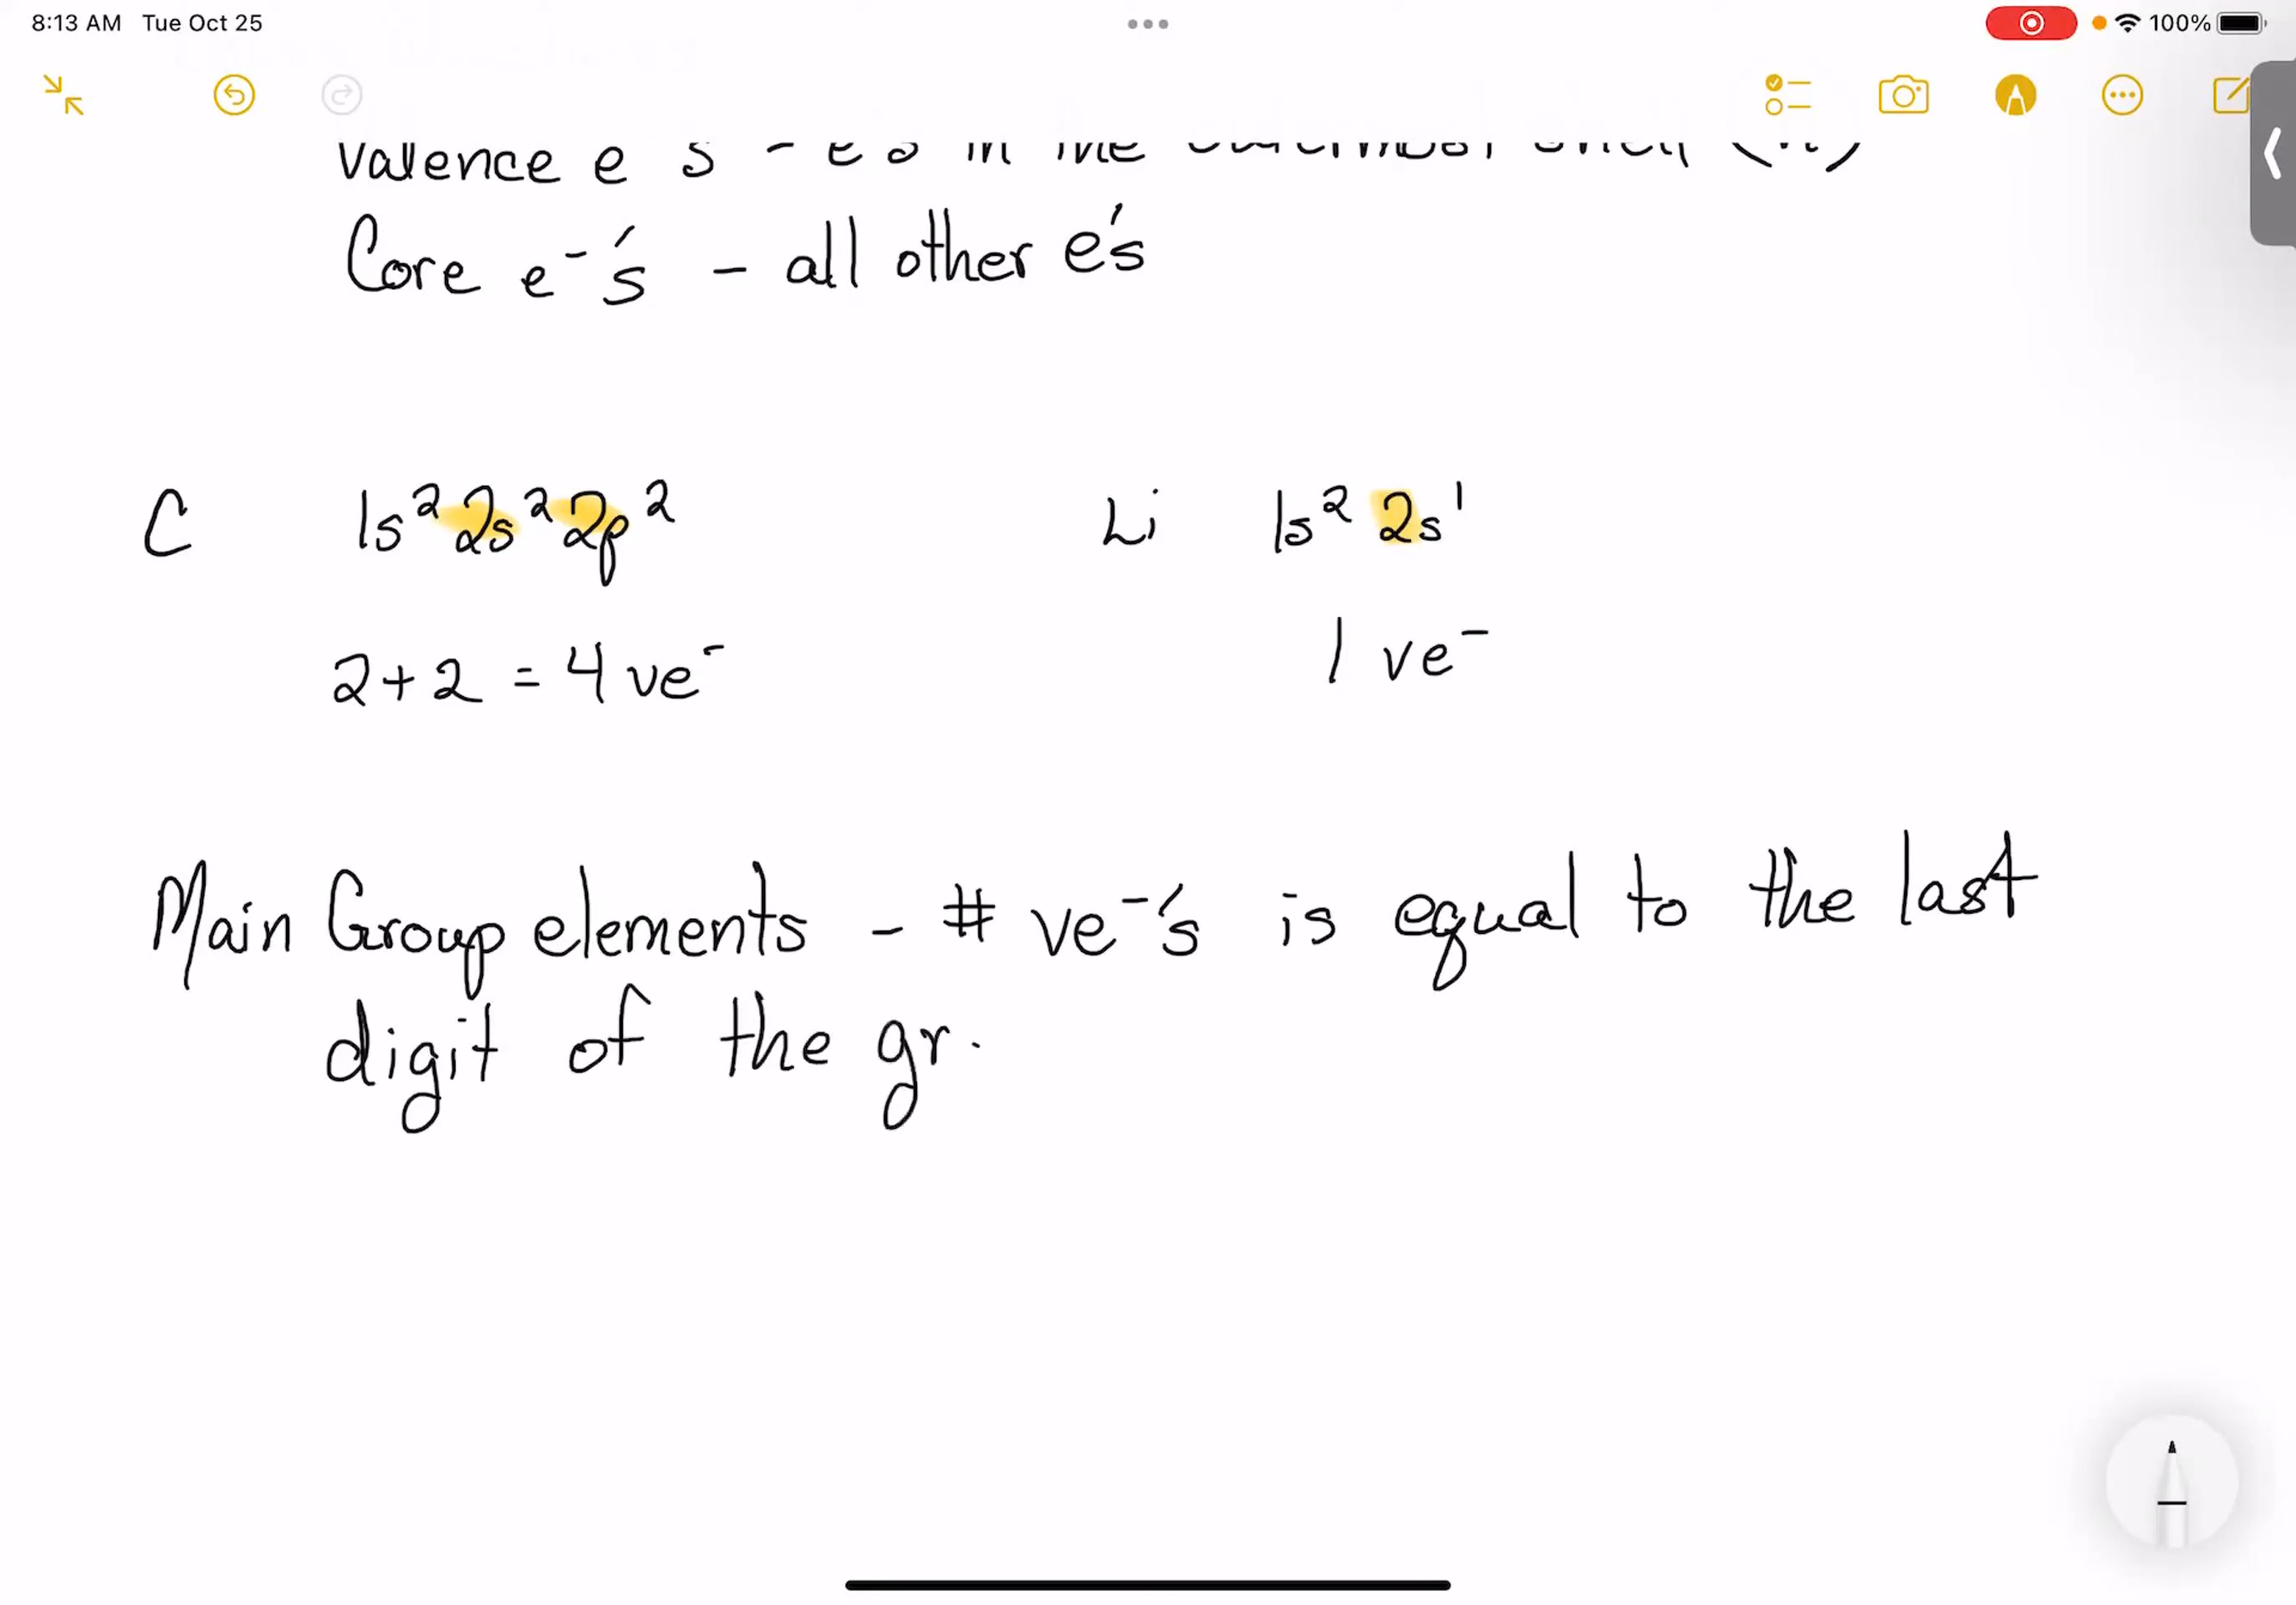 8:13 AM Tue Oct 25
100%
Valence e s - e's in the outermost shell (n)
Core e⁻'s - all other e's
C 1s² 2s² 2p² Li 1s² 2s¹
2+2 = 4 ve⁻ 1 ve⁻
Main Group elements - # ve⁻'s is equal to the last
digit of the gr.